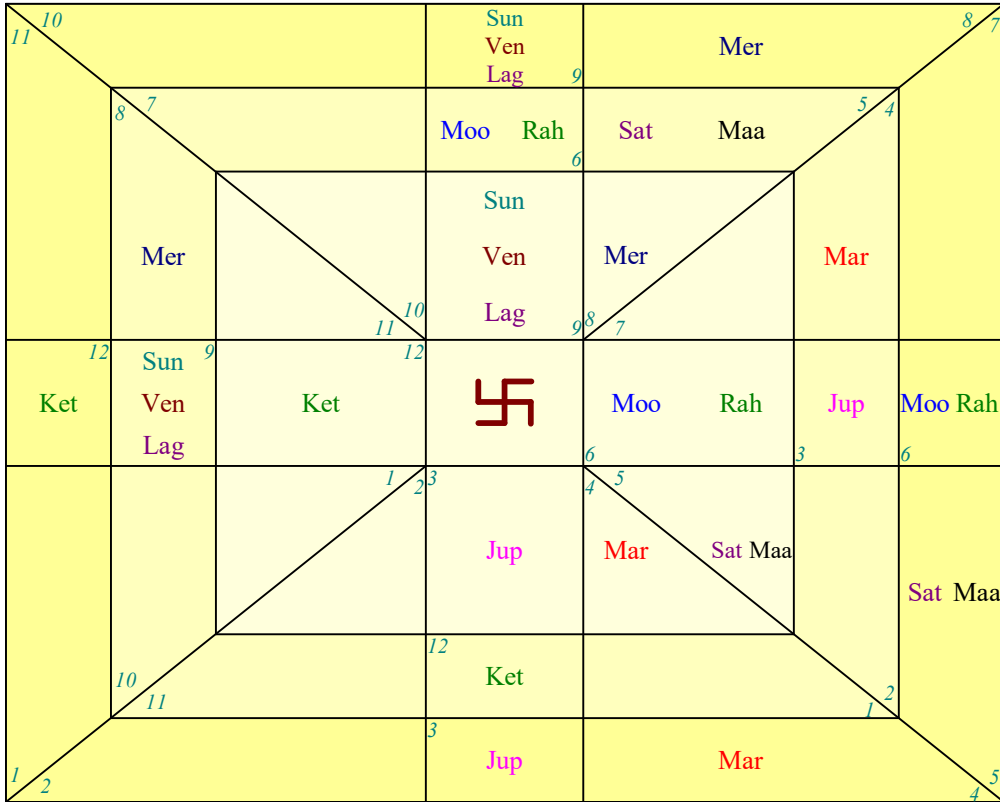 10 Sun 8
11 Ven Mer 7
Lag 9
7 5
8 Moo Rah Sat Maa 4
6
Sun
Mer Ven Mer Mar
10 Lag 8
11 9 7
12 9 12
Sun
Ket Ven Ket Moo Rah Jup Moo Rah
Lag
6 3 6
1 2 3 4 5
Jup Mar Sat Maa
Sat Maa
12
10 Ket 2
11 1
3
1 Jup Mar 5
2 4